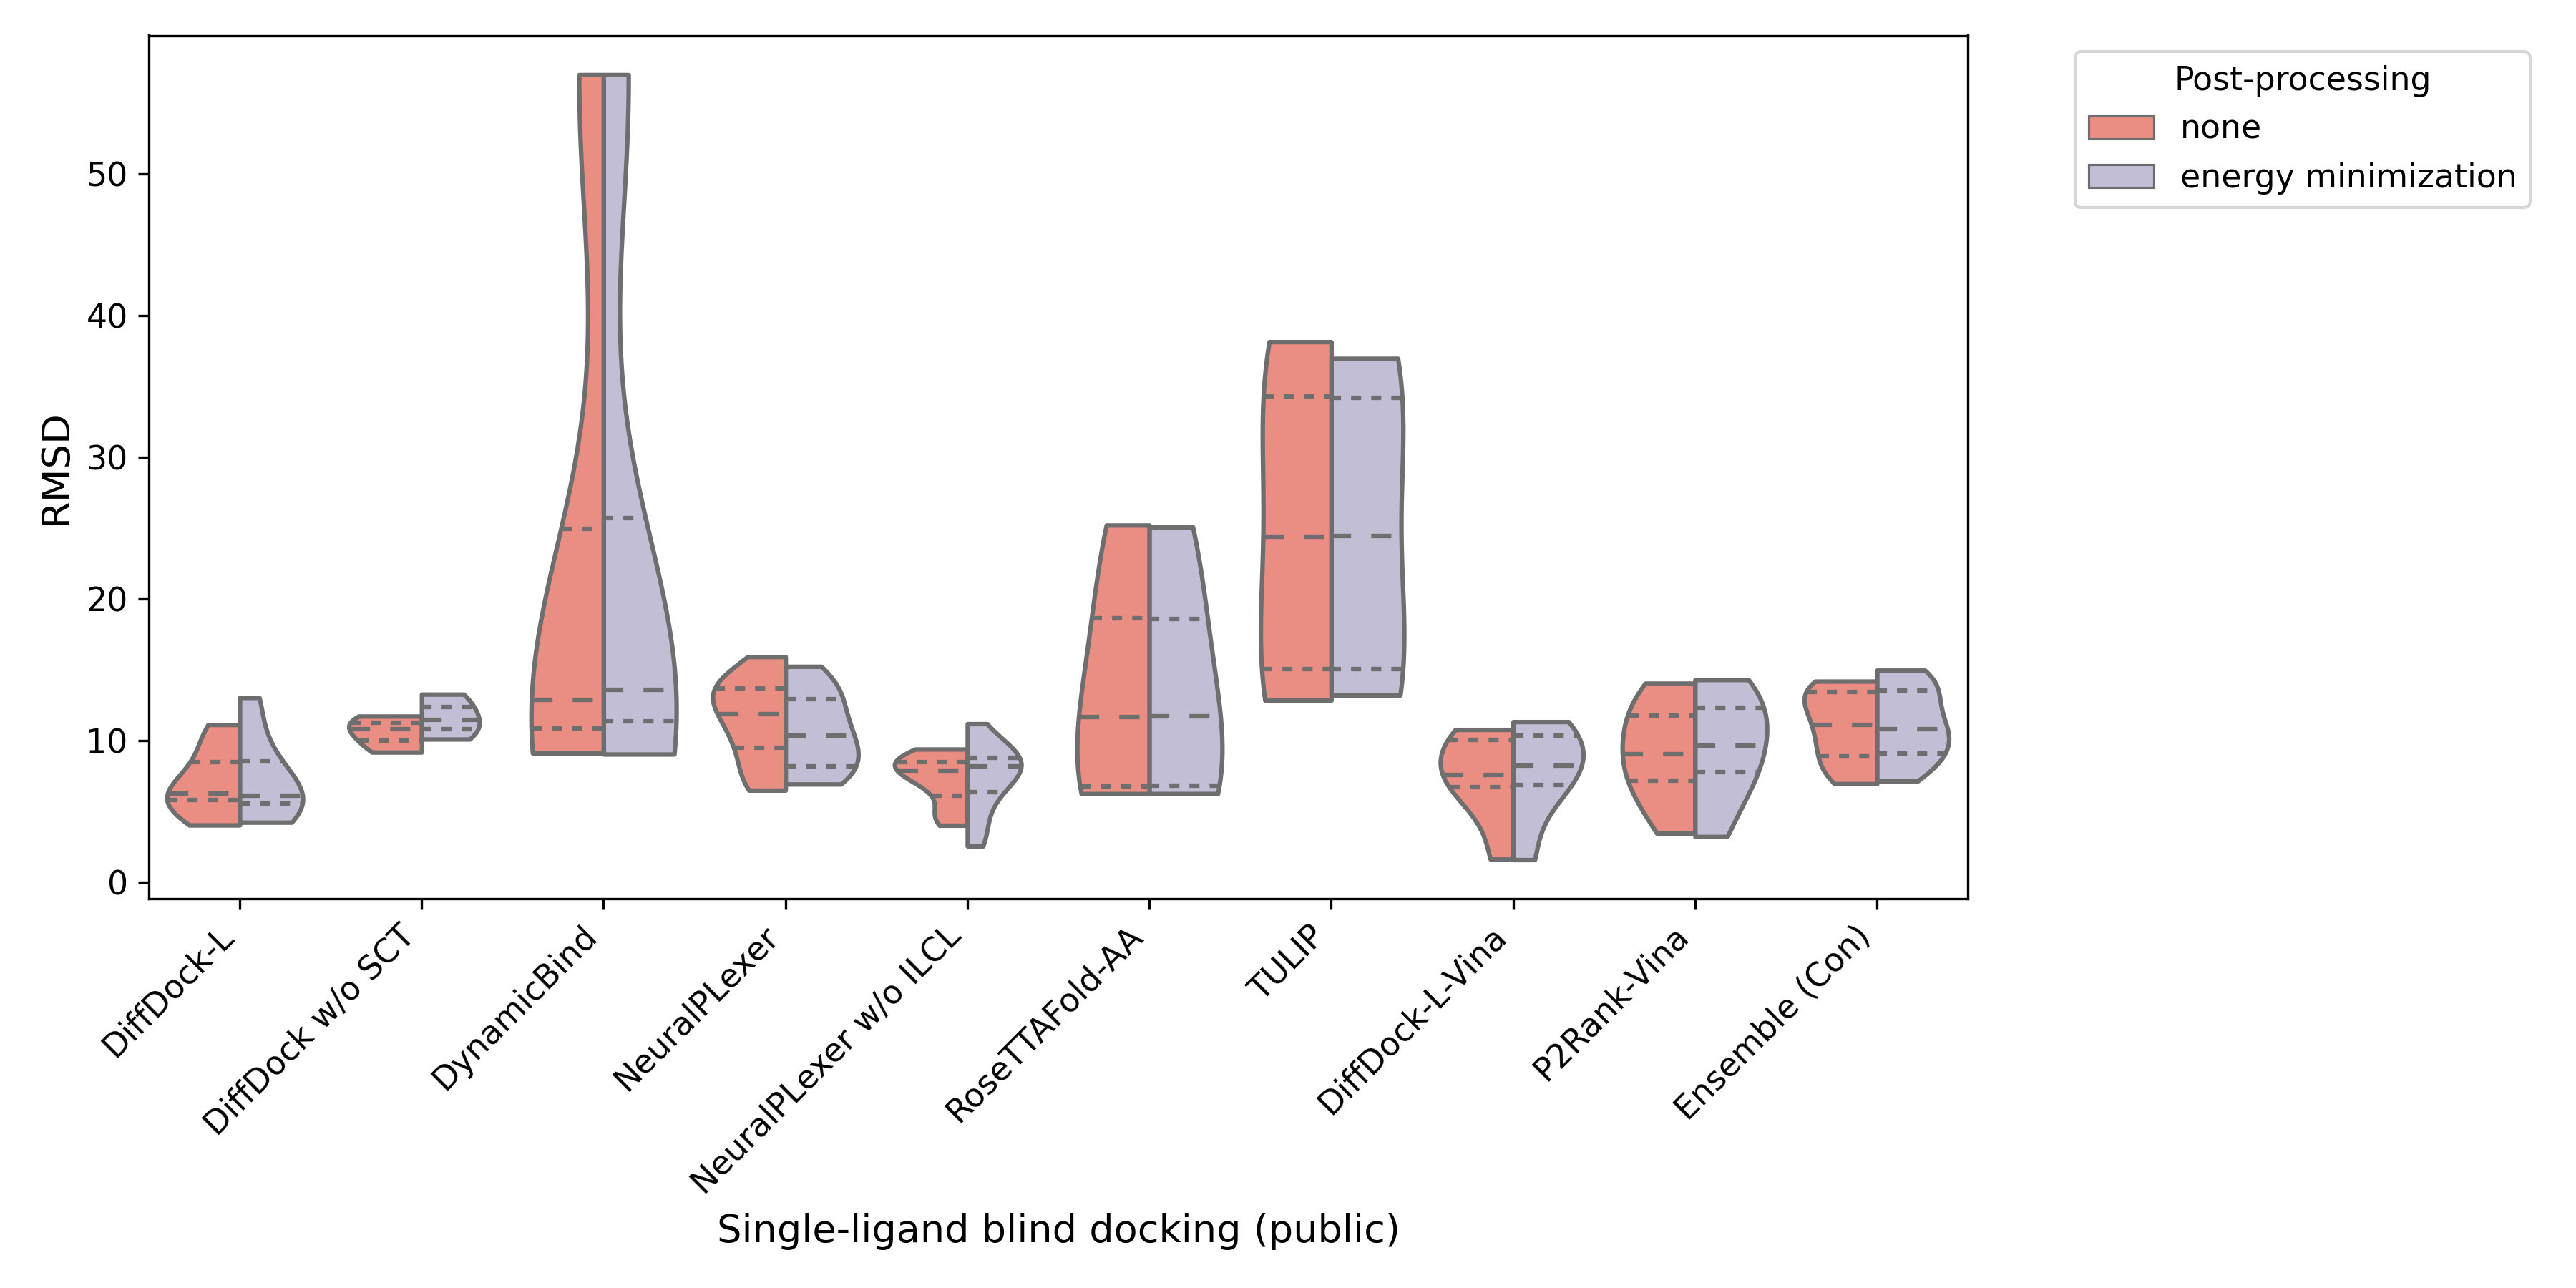 Post-processing
none
energy minimization
RMSD
50
40
30
20
10
0
DiffDock-L
DiffDock w/o SCT
DynamicBind
NeuralPLexer
NeuralPLexer w/o ILCL
RoseTTAFold-AA
TULIP
DiffDock-L-Vina
P2Rank-Vina
Ensemble (Con)
Single-ligand blind docking (public)